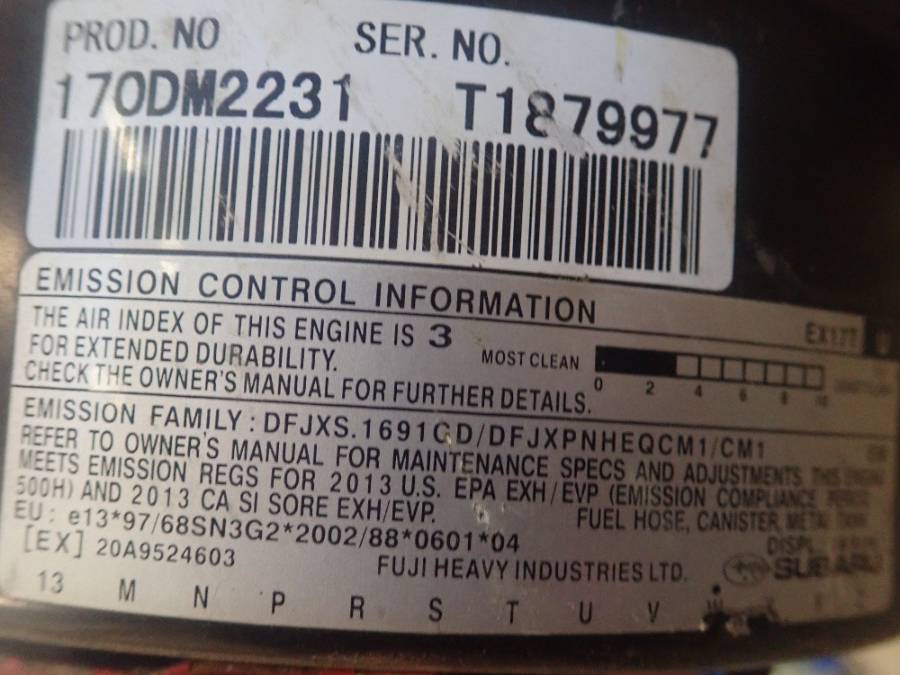 PROD. NO SER. NO.
170DM2231 T1879977
EMISSION CONTROL INFORMATION
EX17T
THE AIR INDEX OF THIS ENGINE IS 3
FOR EXTENDED DURABILITY.
MOST CLEAN
0 2 4 6 8 10
CHECK THE OWNER'S MANUAL FOR FURTHER DETAILS.
EMISSION FAMILY : DFJXS.1691GD/DFJXPNHEQCM1/CM1
REFER TO OWNER'S MANUAL FOR MAINTENANCE SPECS AND ADJUSTMENTS. THIS ENGINE
MEETS EMISSION REGS FOR 2013 U.S. EPA EXH/EVP (EMISSION COMPLIANCE PERIOD
500H) AND 2013 CA SI SORE EXH/EVP.
FUEL HOSE, CANISTER, METAL
EU : e13*97/68SN3G2*2002/88*0601*04
DISPL
[EX] 20A9524603
FUJI HEAVY INDUSTRIES LTD. SUBARU
13 M N P R S T U V